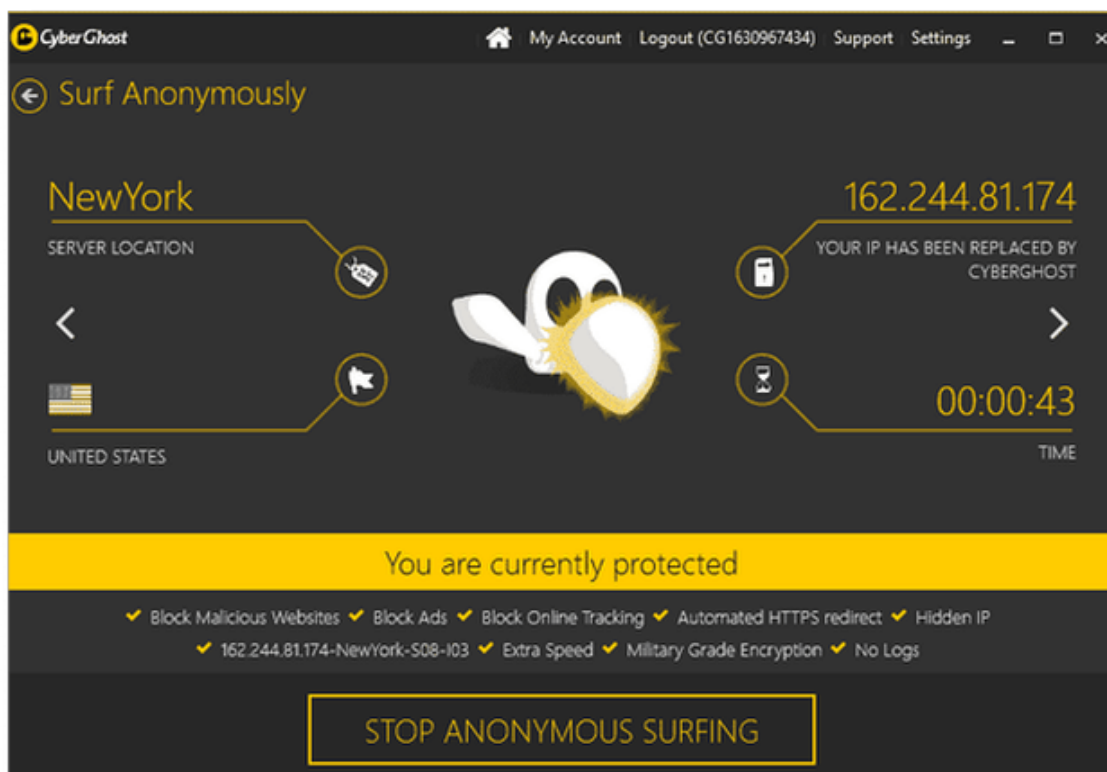 CyberGhost
My Account Logout (CG1630967434) Support Settings
Surf Anonymously
NewYork
SERVER LOCATION
162.244.81.174
YOUR IP HAS BEEN REPLACED BY
CYBERGHOST
UNITED STATES
00:00:43
TIME
You are currently protected
Block Malicious Websites Block Ads Block Online Tracking Automated HTTPS redirect Hidden IP
162.244.81.174-NewYork-S08-I03 Extra Speed Military Grade Encryption No Logs
STOP ANONYMOUS SURFING